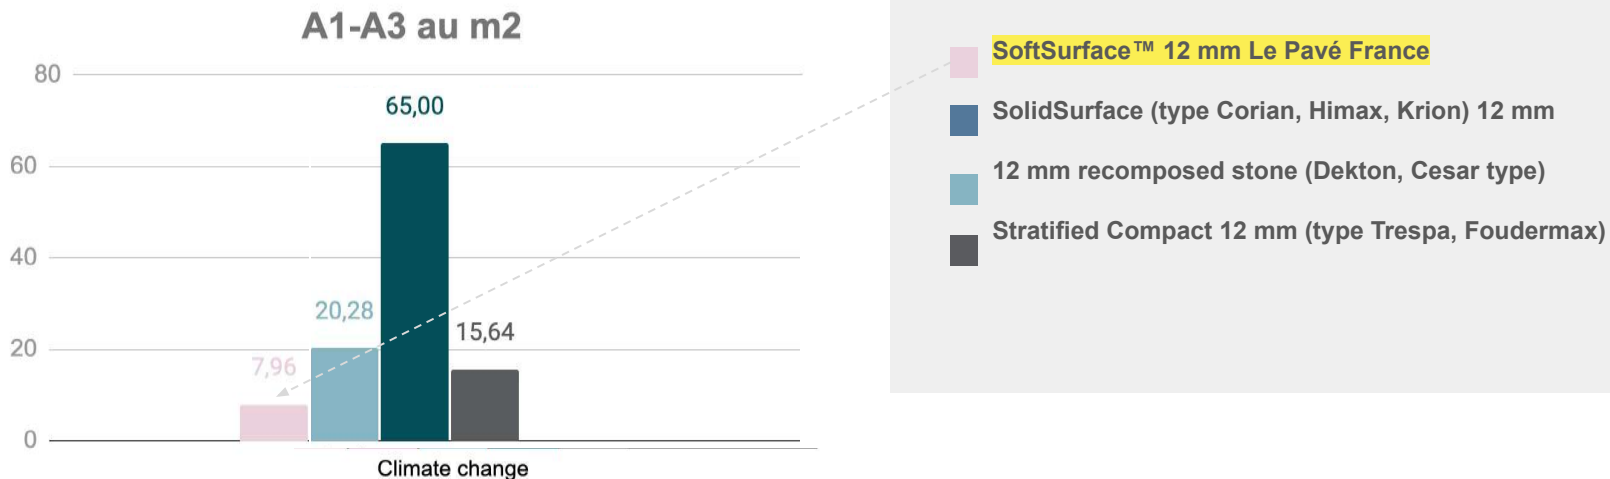 A1-A3 au m2
80
60
40
20
0
65,00
20,28
15,64
7,96
Climate change
SoftSurface™ 12 mm Le Pavé France
SolidSurface (type Corian, Himax, Krion) 12 mm
12 mm recomposed stone (Dekton, Cesar type)
Stratified Compact 12 mm (type Trespa, Foudermax)